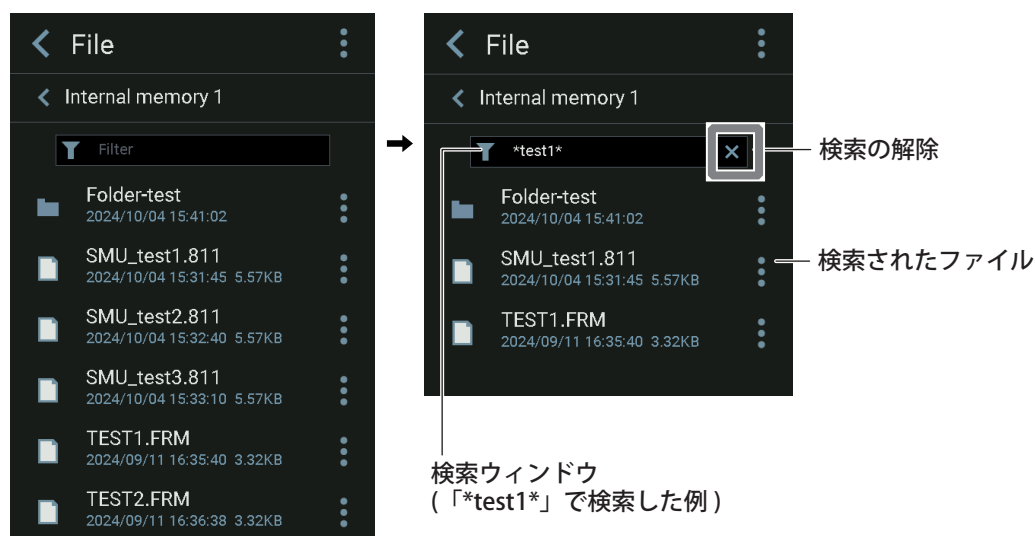 File
Internal memory 1
Filter
Folder-test
2024/10/04 15:41:02
SMU_test1.811
2024/10/04 15:31:45 5.57KB
SMU_test2.811
2024/10/04 15:32:40 5.57KB
SMU_test3.811
2024/10/04 15:33:10 5.57KB
TEST1.FRM
2024/09/11 16:35:40 3.32KB
TEST2.FRM
2024/09/11 16:36:38 3.32KB
File
Internal memory 1
*test1*
検索の解除
Folder-test
2024/10/04 15:41:02
SMU_test1.811
2024/10/04 15:31:45 5.57KB
検索されたファイル
TEST1.FRM
2024/09/11 16:35:40 3.32KB
検索ウィンドウ
(「*test1*」で検索した例)